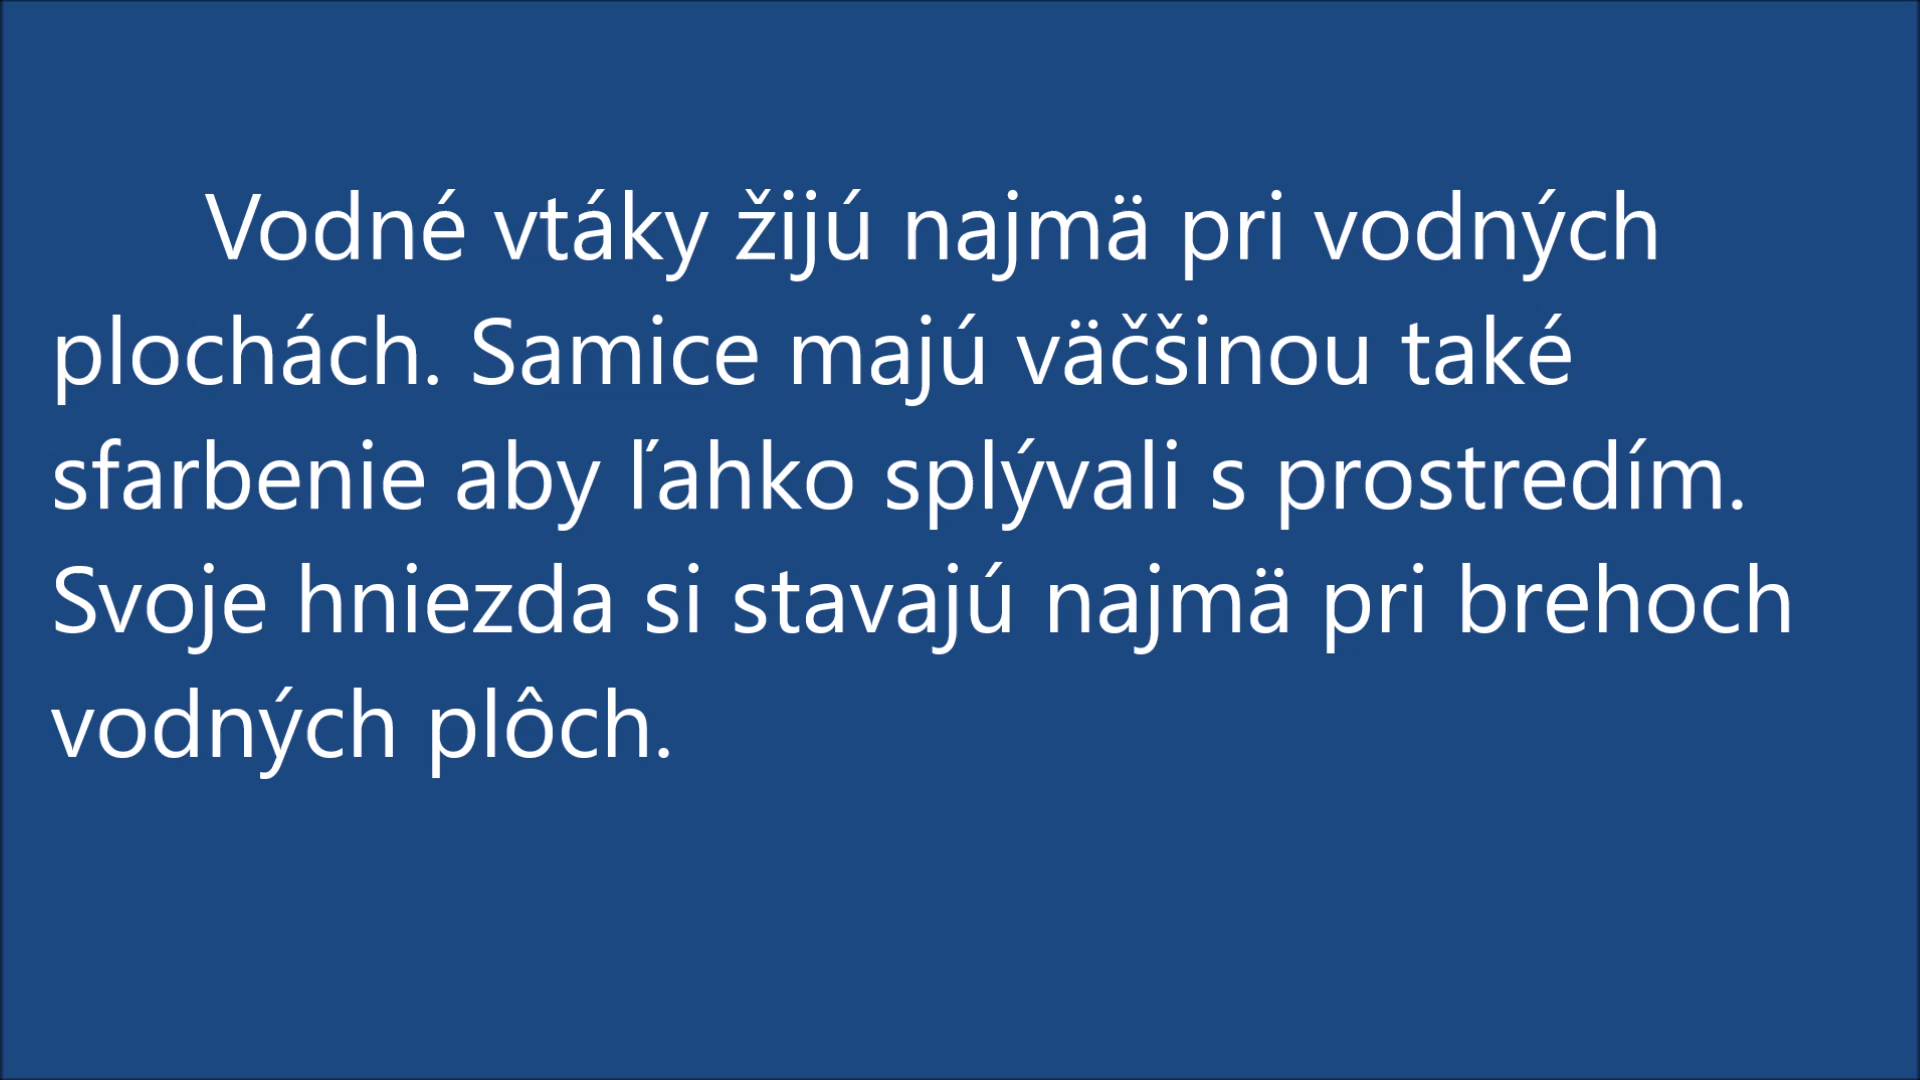 Vodné vtáky žijú najmä pri vodných
plochách. Samice majú väčšinou také
sfarbenie aby ľahko splývali s prostredím.
Svoje hniezda si stavajú najmä pri brehoch
vodných plôch.